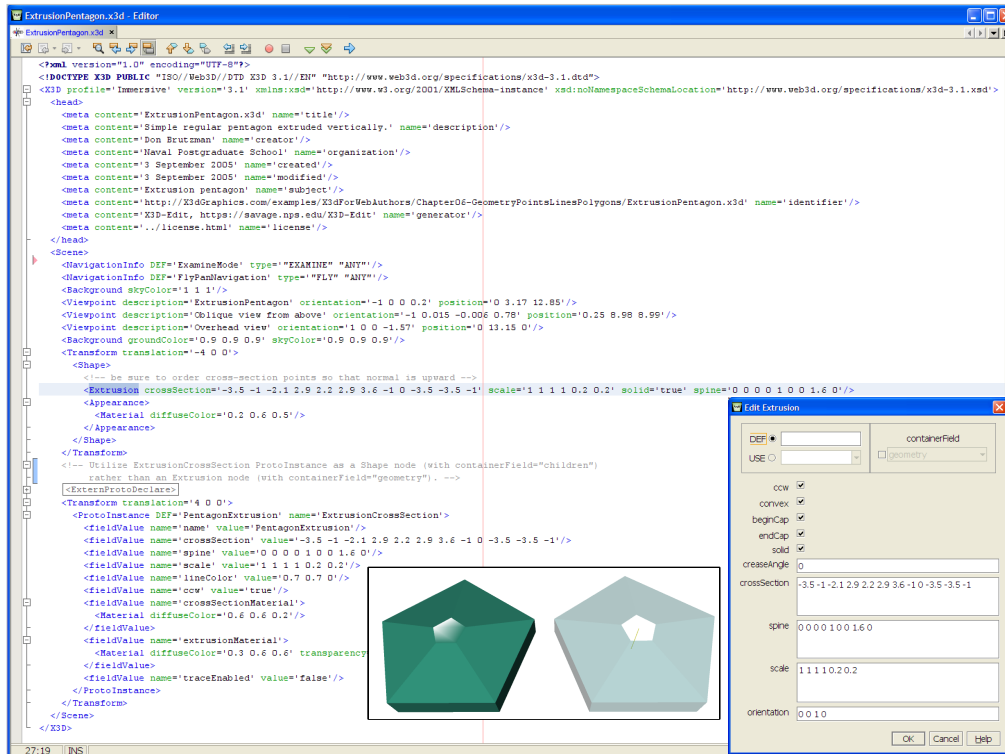 ExtrusionPentagon.x3d - Editor
ExtrusionPentagon.x3d
<?xml version="1.0" encoding="UTF-8"?>
<!DOCTYPE X3D PUBLIC "ISO//Web3D//DTD X3D 3.1//EN" "http://www.web3d.org/specifications/x3d-3.1.dtd">
<X3D profile='Immersive' version='3.1' xmlns:xsd='http://www.w3.org/2001/XMLSchema-instance' xsd:noNamespaceSchemaLocation='http://www.web3d.org/specifications/x3d-3.1.xsd'>
<head>
<meta content='ExtrusionPentagon.x3d' name='title'/>
<meta content='Simple regular pentagon extruded vertically.' name='description'/>
<meta content='Don Brutzman' name='creator'/>
<meta content='Naval Postgraduate School' name='organization'/>
<meta content='3 September 2005' name='created'/>
<meta content='3 September 2005' name='modified'/>
<meta content='Extrusion pentagon' name='subject'/>
<meta content='http://X3dGraphics.com/examples/X3dForWebAuthors/Chapter06-GeometryPointsLinesPolygons/ExtrusionPentagon.x3d' name='identifier'/>
<meta content='X3D-Edit, https://savage.nps.edu/X3D-Edit' name='generator'/>
<meta content='../license.html' name='license'/>
</head>
<Scene>
<NavigationInfo DEF='ExamineMode' type='"EXAMINE" "ANY"'/>
<NavigationInfo DEF='FlyPanNavigation' type='"FLY" "ANY"'/>
<Background skyColor='1 1 1'/>
<Viewpoint description='ExtrusionPentagon' orientation='-1 0 0 0.2' position='0 3.17 12.85'/>
<Viewpoint description='Oblique view from above' orientation='-1 0.015 -0.006 0.78' position='0.25 8.98 8.99'/>
<Viewpoint description='Overhead view' orientation='1 0 0 -1.57' position='0 13.15 0'/>
<Background groundColor='0.9 0.9 0.9' skyColor='0.9 0.9 0.9'/>
<Transform translation='-4 0 0'>
<Shape>
<!-- be sure to order cross-section points so that normal is upward -->
<Extrusion crossSection='-3.5 -1 -2.1 2.9 2.2 2.9 3.6 -1 0 -3.5 -3.5 -1' scale='1 1 1 1 0.2 0.2' solid='true' spine='0 0 0 0 1 0 0 1.6 0'/>
<Appearance>
<Material diffuseColor='0.2 0.6 0.5'/>
</Appearance>
</Shape>
</Transform>
<!-- Utilize ExtrusionCrossSection ProtoInstance as a Shape node (with containerField="children")
rather than an Extrusion node (with containerField="geometry"). -->
<ExternProtoDeclare>
<Transform translation='4 0 0'>
<ProtoInstance DEF='PentagonExtrusion' name='ExtrusionCrossSection'>
<fieldValue name='name' value='PentagonExtrusion'/>
<fieldValue name='crossSection' value='-3.5 -1 -2.1 2.9 2.2 2.9 3.6 -1 0 -3.5 -3.5 -1'/>
<fieldValue name='spine' value='0 0 0 0 1 0 0 1.6 0'/>
<fieldValue name='scale' value='1 1 1 1 0.2 0.2'/>
<fieldValue name='lineColor' value='0.7 0.7 0'/>
<fieldValue name='ccw' value='true'/>
<fieldValue name='crossSectionMaterial'>
<Material diffuseColor='0.6 0.6 0.2'/>
</fieldValue>
<fieldValue name='extrusionMaterial'>
<Material diffuseColor='0.3 0.6 0.6' transparency
</fieldValue>
<fieldValue name='traceEnabled' value='false'/>
</ProtoInstance>
</Transform>
</Scene>
</X3D>
27:19 INS
Edit Extrusion
DEF
USE
containerField
geometry
ccw
convex
beginCap
endCap
solid
creaseAngle 0
crossSection -3.5 -1 -2.1 2.9 2.2 2.9 3.6 -1 0 -3.5 -3.5 -1
spine 0 0 0 0 1 0 0 1.6 0
scale 1 1 1 1 0.2 0.2
orientation 0 0 1 0
OK Cancel Help